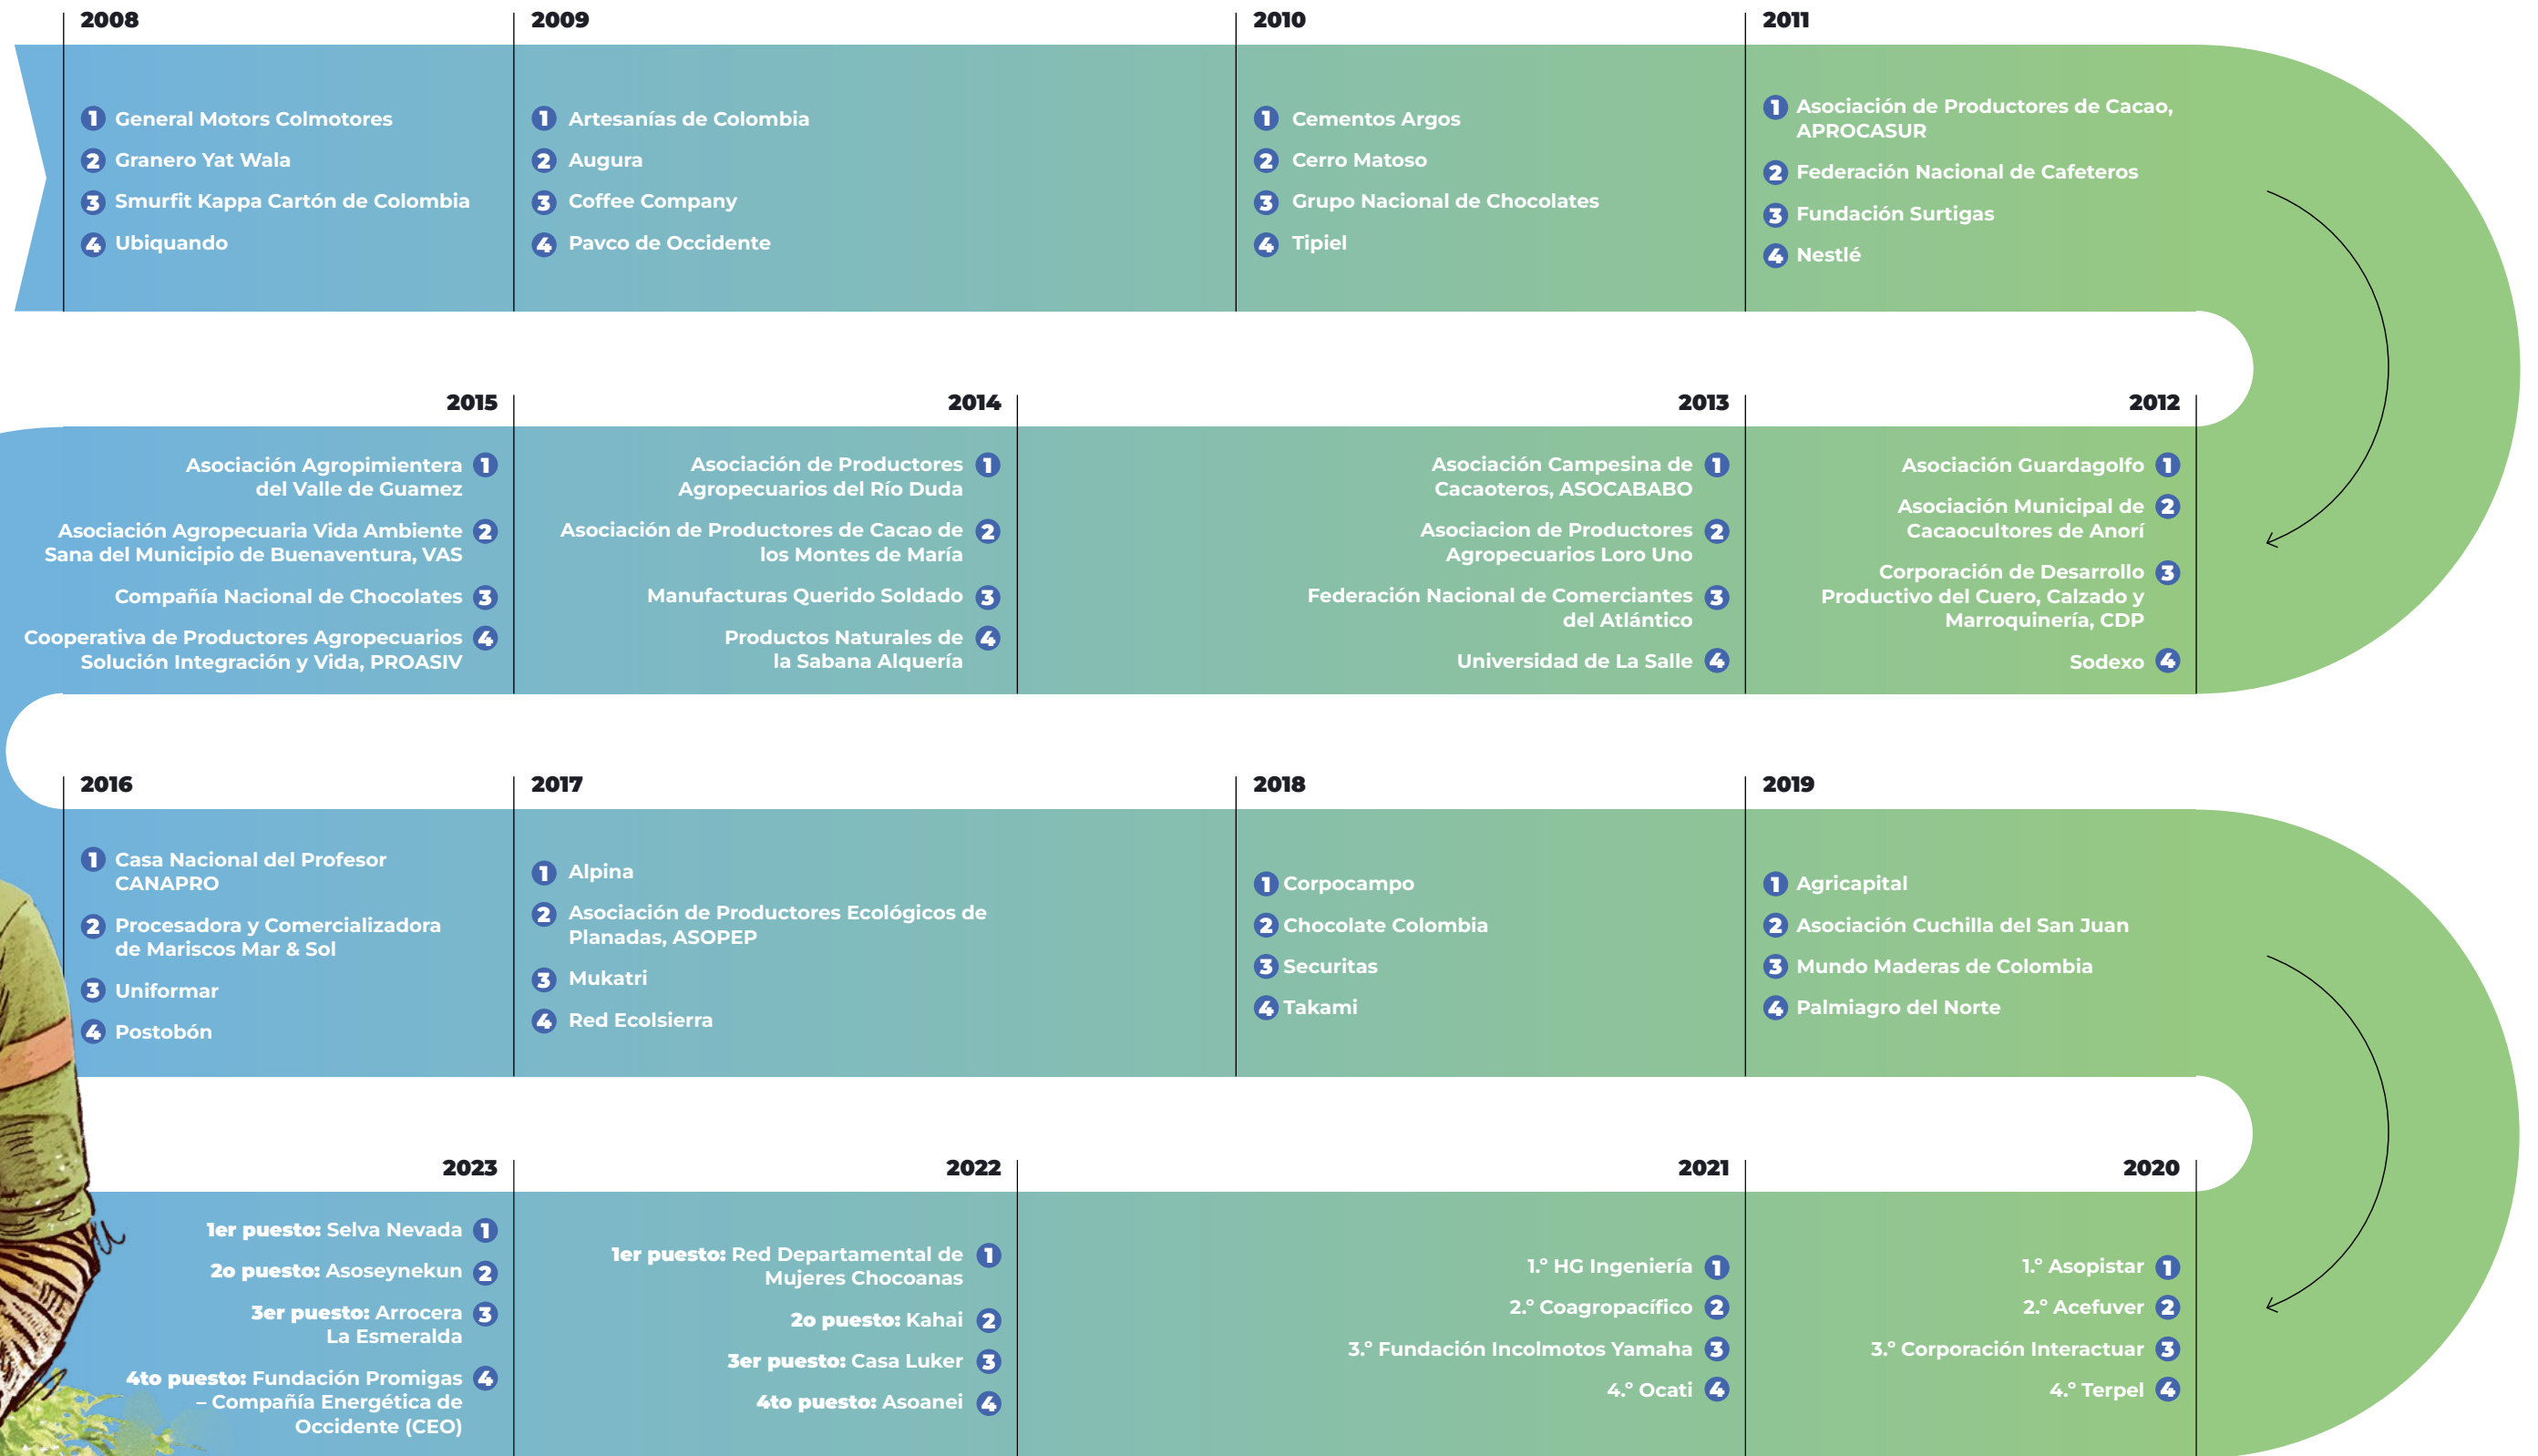 2008
1 General Motors Colmotores
2 Granero Yat Wala
3 Smurfit Kappa Cartón de Colombia
4 Ubiquando
2009
1 Artesanías de Colombia
2 Augura
3 Coffee Company
4 Pavco de Occidente
2010
1 Cementos Argos
2 Cerro Matoso
3 Grupo Nacional de Chocolates
4 Tipiel
2011
1 Asociación de Productores de Cacao,
APROCASUR
2 Federación Nacional de Cafeteros
3 Fundación Surtigas
4 Nestlé
2012
Asociación Guardagolfo 1
Asociación Municipal de 2
Cacaocultores de Anorí
Corporación de Desarrollo 3
Productivo del Cuero, Calzado y
Marroquinería, CDP
Sodexo 4
2013
Asociación Campesina de 1
Cacaoteros, ASOCABABO
Asociacion de Productores 2
Agropecuarios Loro Uno
Federación Nacional de Comerciantes 3
del Atlántico
Universidad de La Salle 4
2014
Asociación de Productores 1
Agropecuarios del Río Duda
Asociación de Productores de Cacao de 2
los Montes de María
Manufacturas Querido Soldado 3
Productos Naturales de 4
la Sabana Alquería
2015
Asociación Agropimientera 1
del Valle de Guamez
Asociación Agropecuaria Vida Ambiente 2
Sana del Municipio de Buenaventura, VAS
Compañía Nacional de Chocolates 3
Cooperativa de Productores Agropecuarios 4
Solución Integración y Vida, PROASIV
2016
1 Casa Nacional del Profesor
CANAPRO
2 Procesadora y Comercializadora
de Mariscos Mar & Sol
3 Uniformar
4 Postobón
2017
1 Alpina
2 Asociación de Productores Ecológicos de
Planadas, ASOPEP
3 Mukatri
4 Red Ecolsierra
2018
1 Corpocampo
2 Chocolate Colombia
3 Securitas
4 Takami
2019
1 Agricapital
2 Asociación Cuchilla del San Juan
3 Mundo Maderas de Colombia
4 Palmiagro del Norte
2020
1.º Asopistar 1
2.º Acefuver 2
3.º Corporación Interactuar 3
4.º Terpel 4
2021
1.º HG Ingeniería 1
2.º Coagropacífico 2
3.º Fundación Incolmotos Yamaha 3
4.º Ocati 4
2022
1er puesto: Red Departamental de 1
Mujeres Chocoanas
2o puesto: Kahai 2
3er puesto: Casa Luker 3
4to puesto: Asoanei 4
2023
1er puesto: Selva Nevada 1
2o puesto: Asoseynekun 2
3er puesto: Arrocera 3
La Esmeralda
4to puesto: Fundación Promigas 4
– Compañía Energética de
Occidente (CEO)